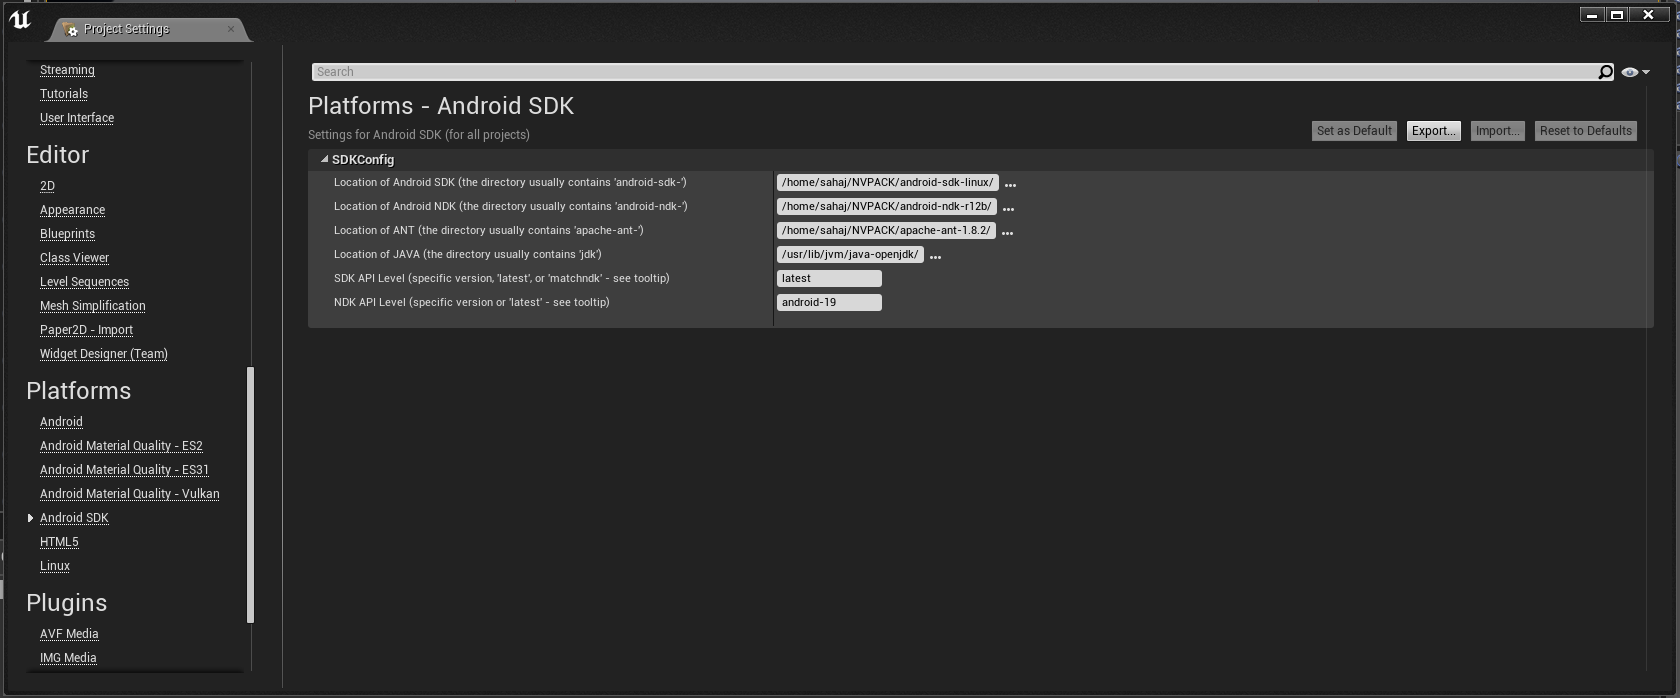 Project Settings
Streaming
Tutorials
User Interface
Editor
2D
Appearance
Blueprints
Class Viewer
Level Sequences
Mesh Simplification
Paper2D - Import
Widget Designer (Team)
Platforms
Android
Android Material Quality - ES2
Android Material Quality - ES31
Android Material Quality - Vulkan
Android SDK
HTML5
Linux
Plugins
AVF Media
IMG Media
Search
Platforms - Android SDK
Settings for Android SDK (for all projects)
Set as Default Export... Import... Reset to Defaults
SDKConfig
Location of Android SDK (the directory usually contains 'android-sdk-') /home/sahaj/NVPACK/android-sdk-linux/ ...
Location of Android NDK (the directory usually contains 'android-ndk-') /home/sahaj/NVPACK/android-ndk-r12b/ ...
Location of ANT (the directory usually contains 'apache-ant-') /home/sahaj/NVPACK/apache-ant-1.8.2/ ...
Location of JAVA (the directory usually contains 'jdk') /usr/lib/jvm/java-openjdk/ ...
SDK API Level (specific version, 'latest', or 'matchndk' - see tooltip) latest
NDK API Level (specific version or 'latest' - see tooltip) android-19